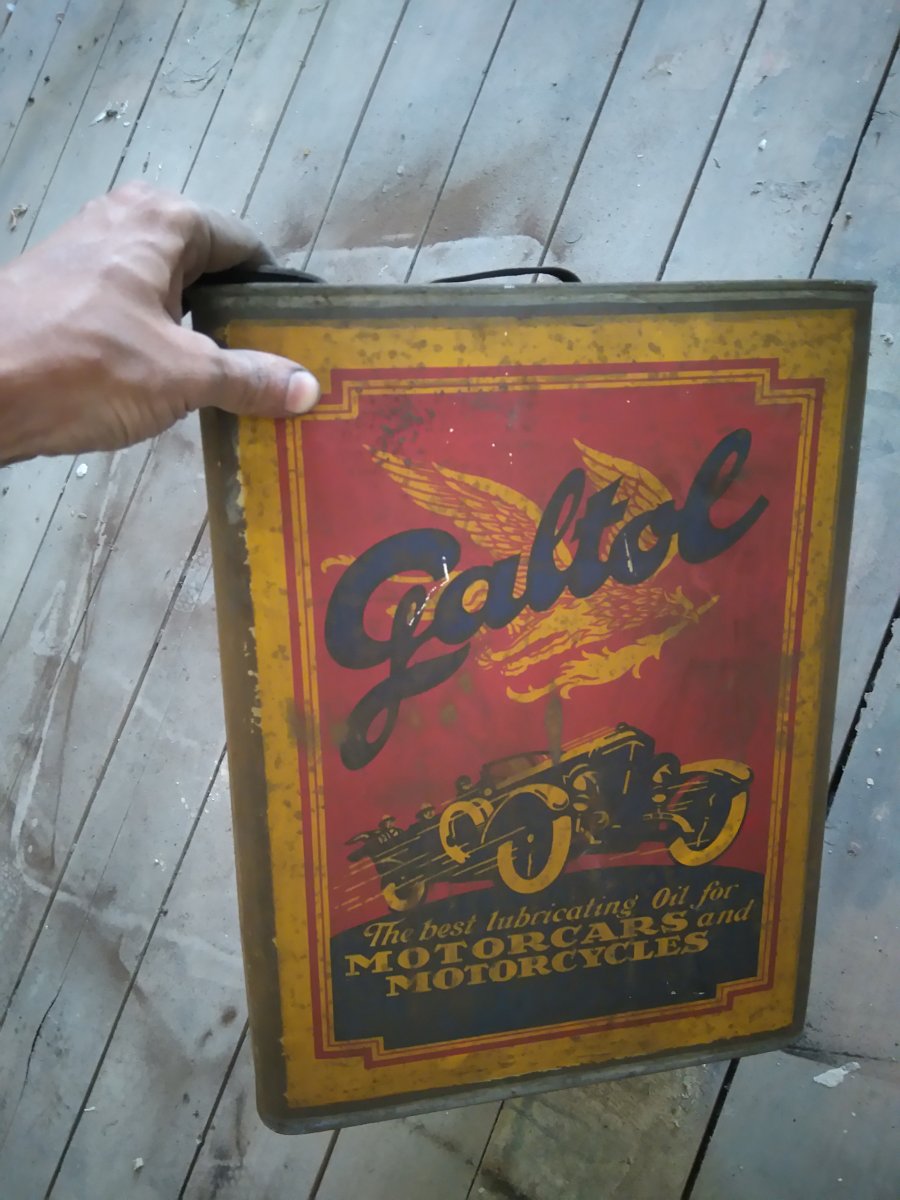 Galtol
The best lubricating Oil for
MOTORCARS and
MOTORCYCLES